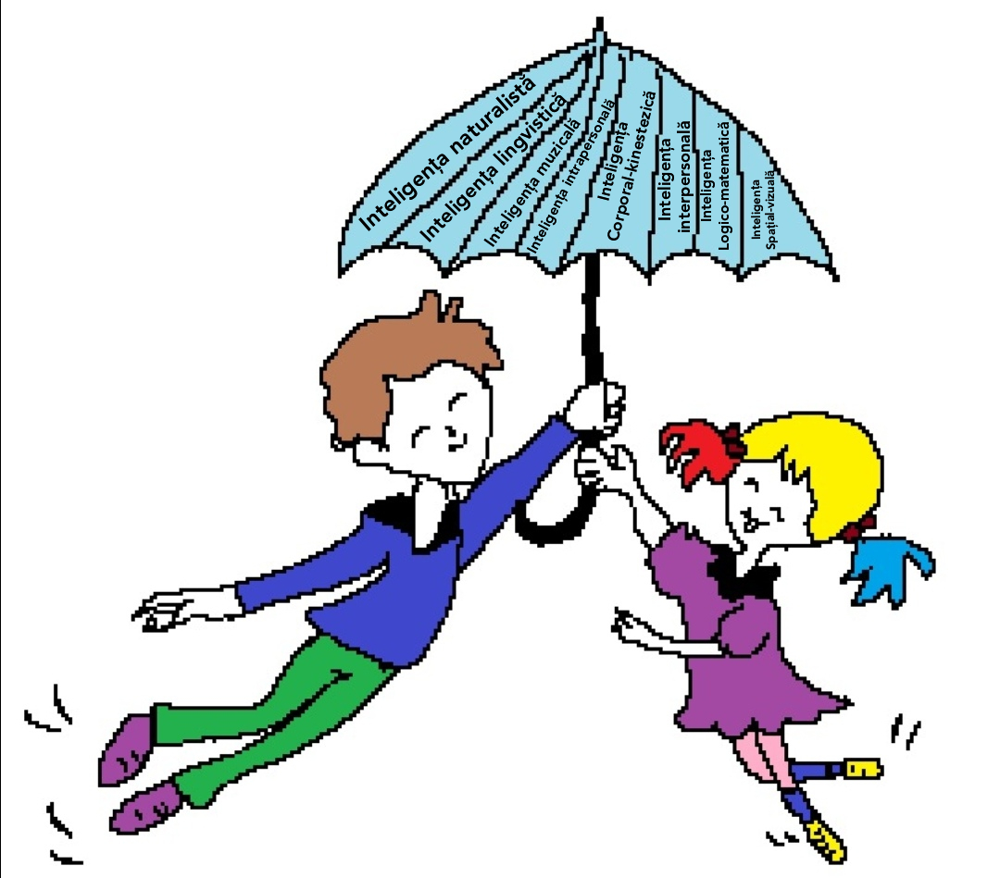 Inteligența naturalistă
Inteligența lingvistică
Inteligența muzicală
Inteligența intrapersonală
Inteligența
Corporal-kinestezică
Inteligența
interpersonală
Inteligența
Logico-matematică
Inteligența
Spațial-vizuală